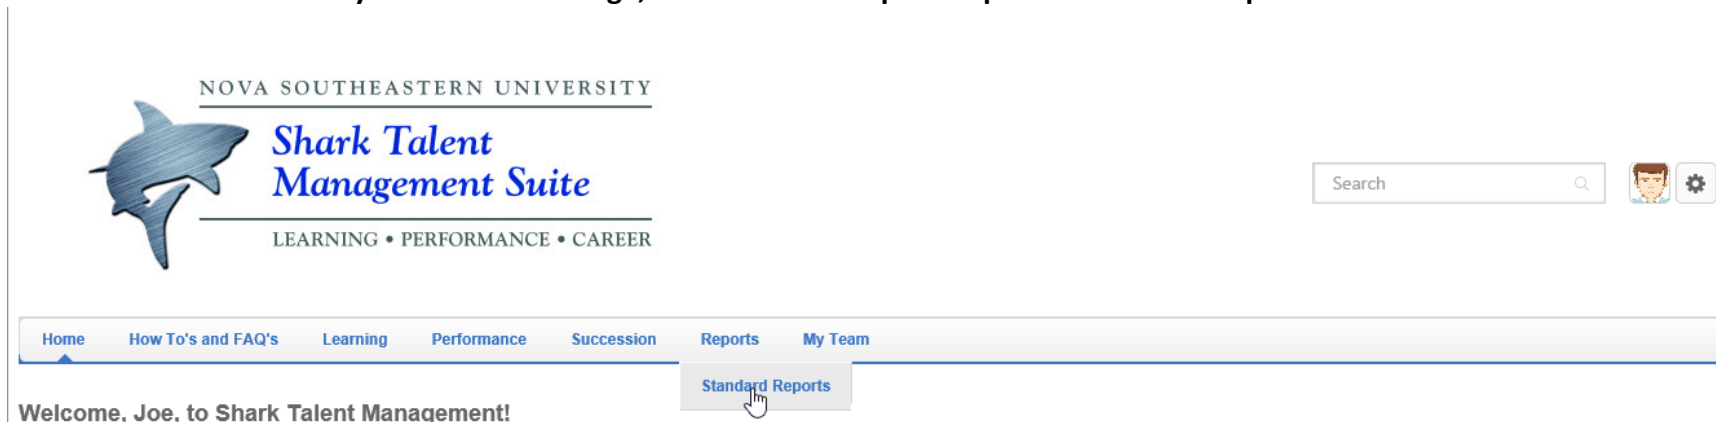 NOVA SOUTHEASTERN UNIVERSITY
Shark Talent
Management Suite
LEARNING • PERFORMANCE • CAREER
Search
Home How To's and FAQ's Learning Performance Succession Reports My Team
Standard Reports
Welcome, Joe, to Shark Talent Management!